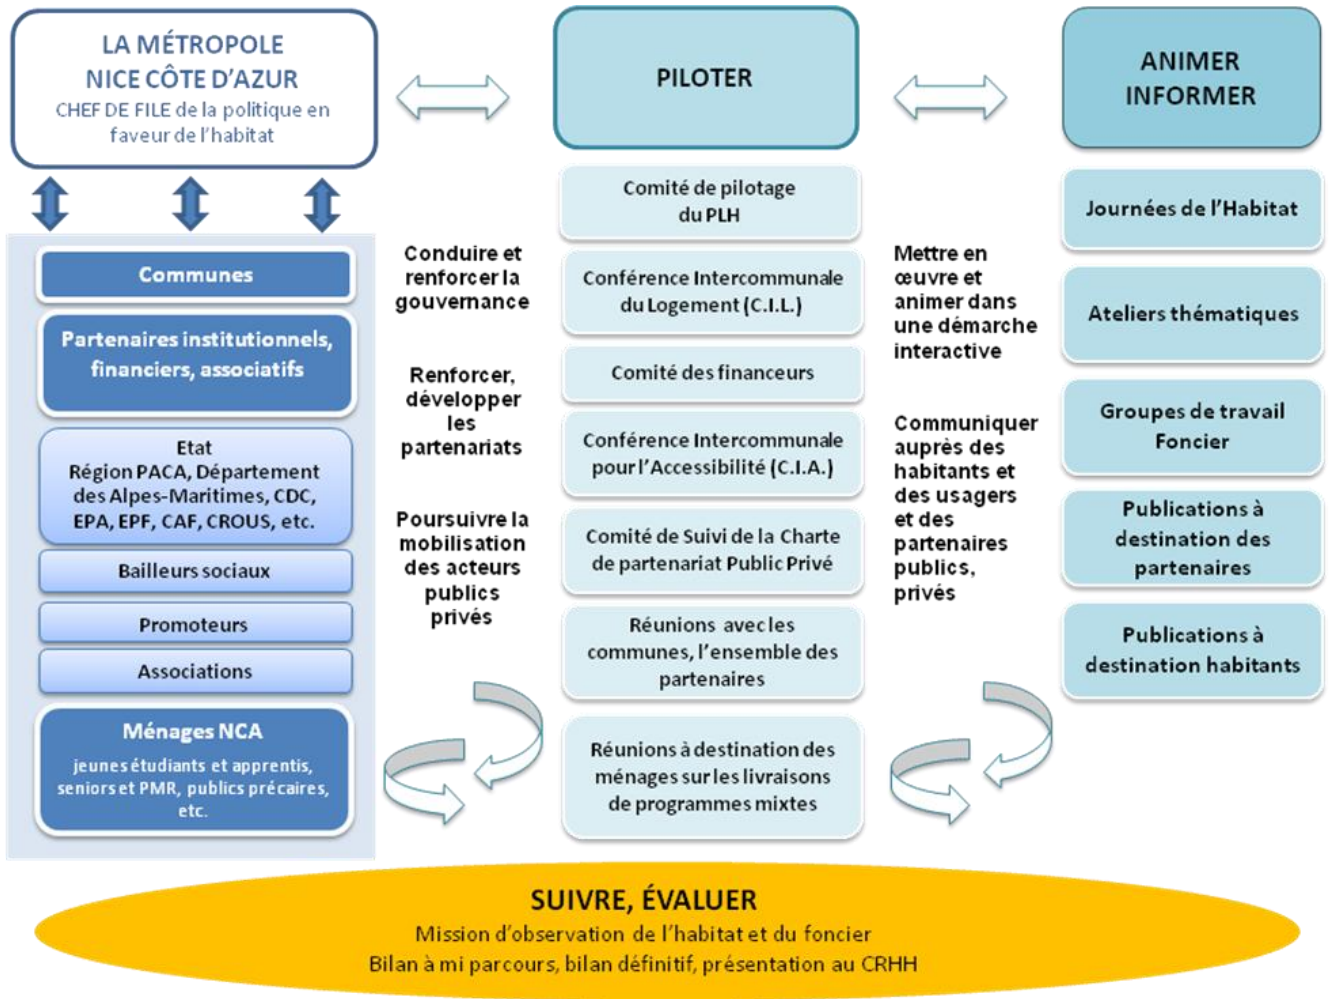 LA MÉTROPOLE
NICE CÔTE D'AZUR
CHEF DE FILE de la politique en
faveur de l'habitat
Communes
Partenaires institutionnels,
financiers, associatifs
Etat
Région PACA, Département
des Alpes-Maritimes, CDC,
EPA, EPF, CAF, CROUS, etc.
Bailleurs sociaux
Promoteurs
Associations
Ménages NCA
jeunes étudiants et apprentis,
seniors et PMR, publics précaires,
etc.
Conduire et
renforcer la
gouvernance
Renforcer,
développer
les
partenariats
Poursuivre la
mobilisation
des acteurs
publics
privés
PILOTER
Comité de pilotage
du PLH
Conférence Intercommunale
du Logement (C.I.L.)
Comité des financeurs
Conférence Intercommunale
pour l'Accessibilité (C.I.A.)
Comité de Suivi de la Charte
de partenariat Public Privé
Réunions avec les
communes, l'ensemble des
partenaires
Réunions à destination des
ménages sur les livraisons
de programmes mixtes
Mettre en
œuvre et
animer dans
une démarche
interactive
Communiquer
auprès des
habitants et
des usagers
et des
partenaires
publics,
privés
ANIMER
INFORMER
Journées de l'Habitat
Ateliers thématiques
Groupes de travail
Foncier
Publications à
destination des
partenaires
Publications à
destination habitants
SUIVRE, ÉVALUER
Mission d'observation de l'habitat et du foncier
Bilan à mi parcours, bilan définitif, présentation au CRHH